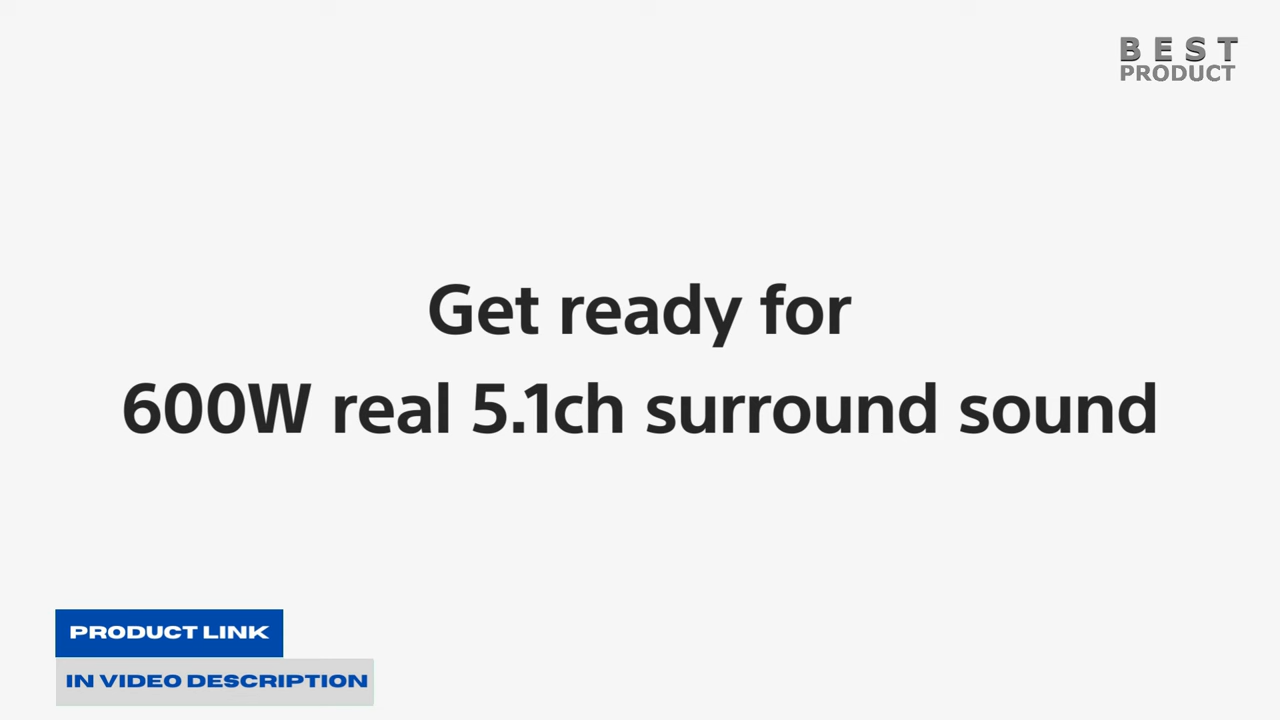 BEST
PRODUCT
Get ready for
600W real 5.1ch surround sound
PRODUCT LINK
IN VIDEO DESCRIPTION